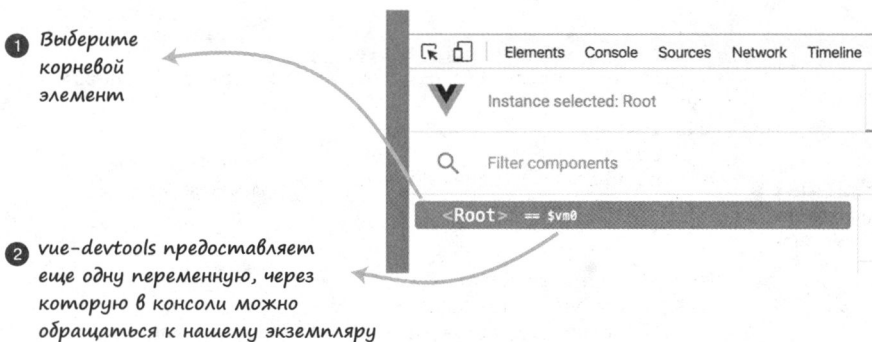 1 Выберите
корневой
элемент
Elements Console Sources Network Timeline
Instance selected: Root
Filter components
<Root> == $vm0
2 vue-devtools предоставляет
еще одну переменную, через
которую в консоли можно
обращаться к нашему экземпляру